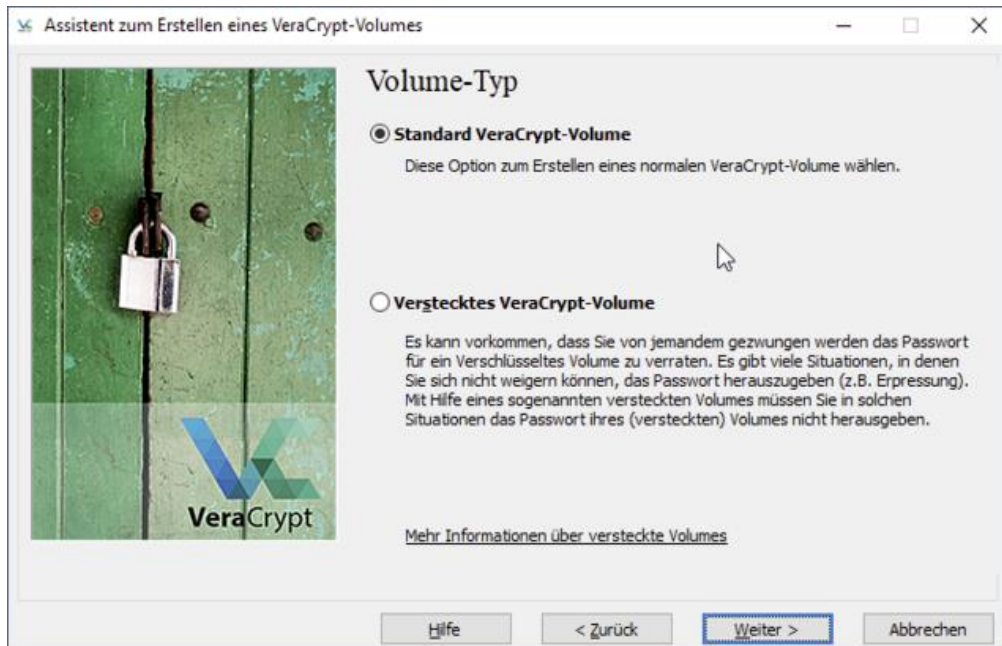 Assistent zum Erstellen eines VeraCrypt-Volumes
Volume-Typ
Standard VeraCrypt-Volume
Diese Option zum Erstellen eines normalen VeraCrypt-Volume wählen.
Verstecktes VeraCrypt-Volume
Es kann vorkommen, dass Sie von jemandem gezwungen werden das Passwort
für ein Verschlüsseltes Volume zu verraten. Es gibt viele Situationen, in denen
Sie sich nicht weigern können, das Passwort herauszugeben (z.B. Erpressung).
Mit Hilfe eines sogenannten versteckten Volumes müssen Sie in solchen
Situationen das Passwort ihres (versteckten) Volumes nicht herausgeben.
VeraCrypt
Mehr Informationen über versteckte Volumes
Hilfe
< Zurück
Weiter >
Abbrechen